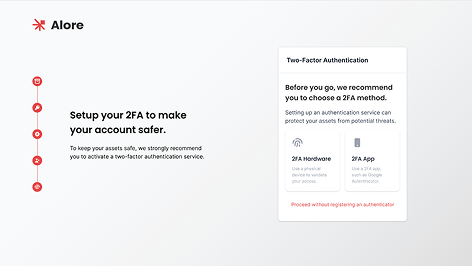 Alore
Setup your 2FA to make
your account safer.
To keep your assets safe, we strongly recommend
you to activate a two-factor authentication service.
Two-Factor Authentication
Before you go, we recommend
you to choose a 2FA method.
Setting up an authentication service can
protect your assets from potential threats.
2FA Hardware
Use a physical
device to validate
your access.
2FA App
Use a 2FA app,
such as Google
Autenticator.
Proceed without registering an authenticator